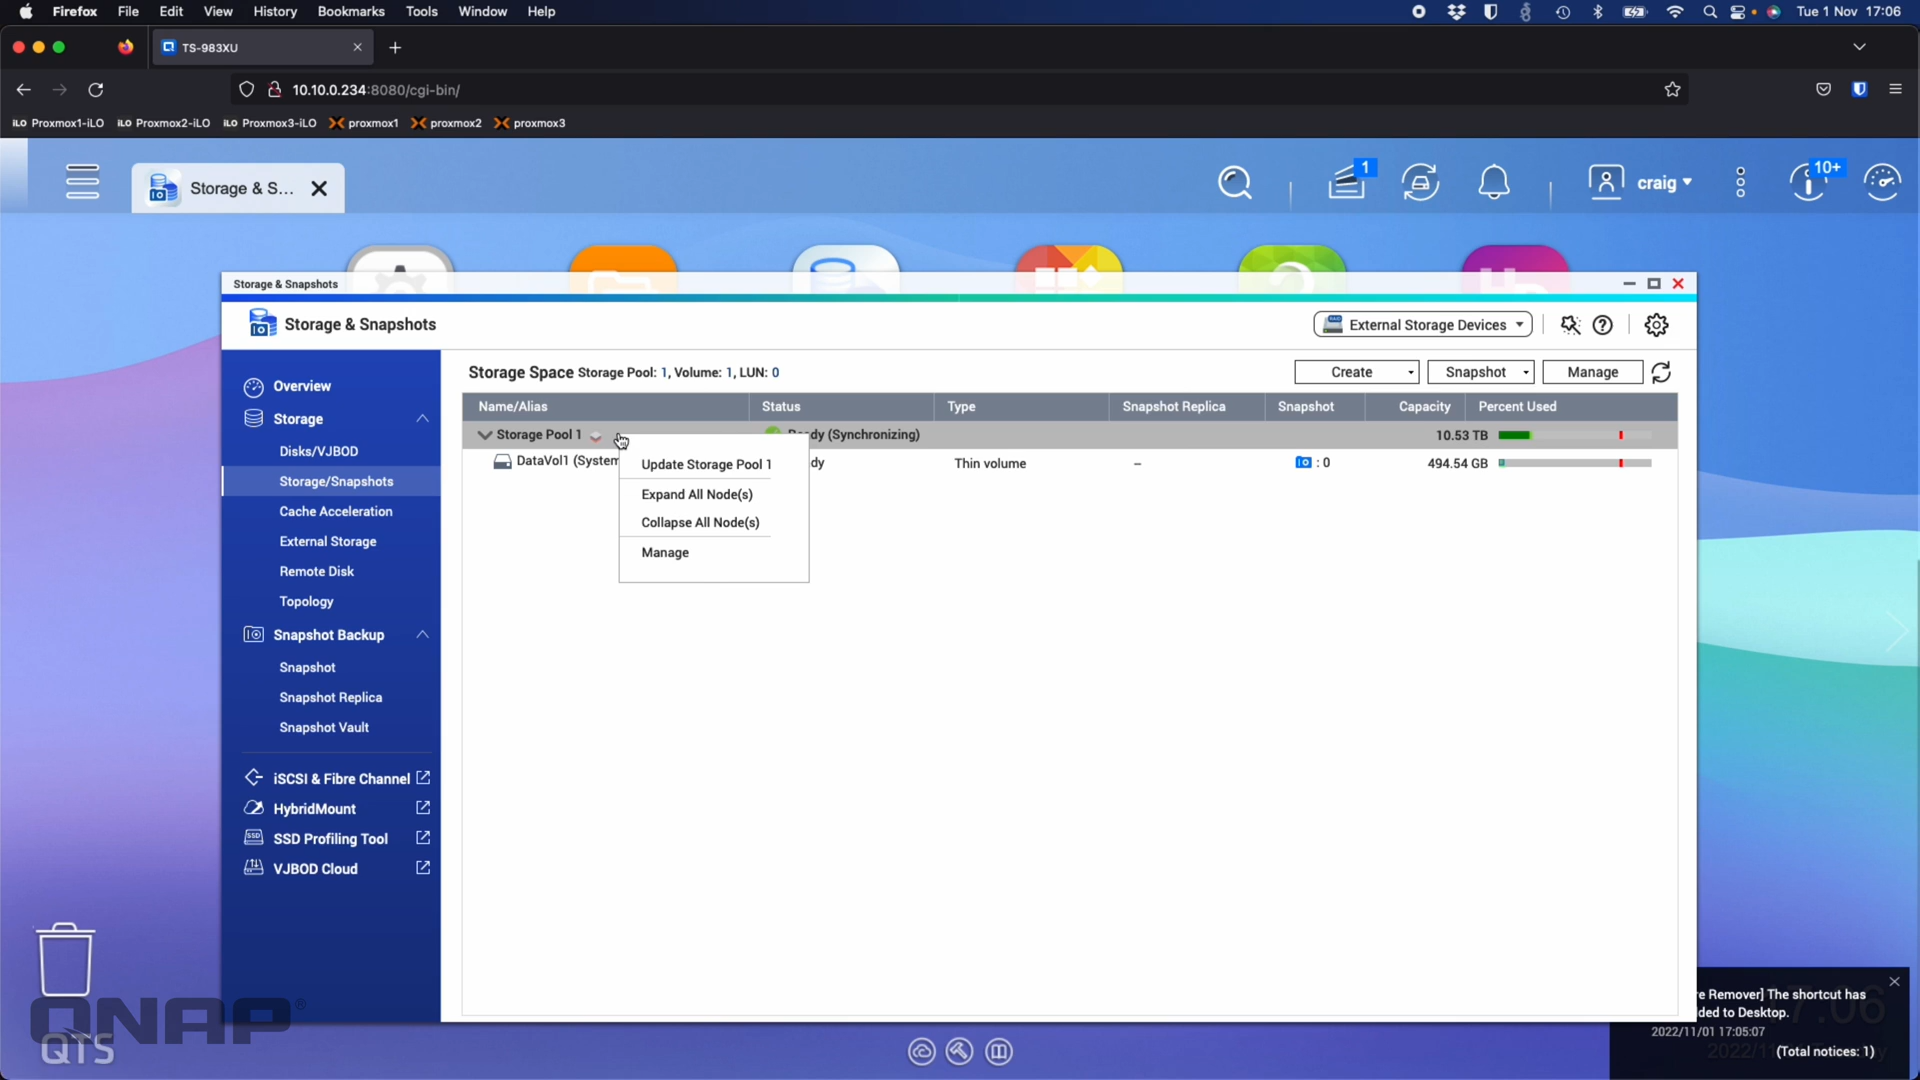 Firefox File Edit View History Bookmarks Tools Window Help Tue 1 Nov 17:06
TS-983XU
10.10.0.234:8080/cgi-bin/
iLO Proxmox1-iLO iLO Proxmox2-iLO iLO Proxmox3-iLO proxmox1 proxmox2 proxmox3
Storage & S... 1 craig 10+
Storage & Snapshots
Storage & Snapshots External Storage Devices
Overview
Storage
Disks/VJBOD
Storage/Snapshots
Cache Acceleration
External Storage
Remote Disk
Topology
Snapshot Backup
Snapshot
Snapshot Replica
Snapshot Vault
iSCSI & Fibre Channel
HybridMount
SSD Profiling Tool
VJBOD Cloud
Storage Space Storage Pool: 1, Volume: 1, LUN: 0 Create Snapshot Manage
Name/Alias Status Type Snapshot Replica Snapshot Capacity Percent Used
Storage Pool 1 dy (Synchronizing) 10.53 TB
DataVol1 (System dy Thin volume -- : 0 494.54 GB
Update Storage Pool 1
Expand All Node(s)
Collapse All Node(s)
Manage
QNAP®
QTS
re Remover] The shortcut has
ded to Desktop.
2022/11/01 17:05:07
(Total notices: 1)